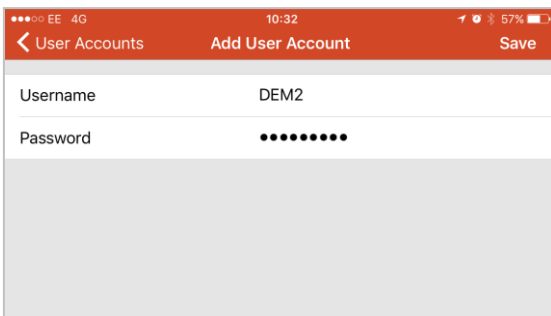 EE 4G 10:32 57%
User Accounts Add User Account Save
Username DEM2
Password •••••••••